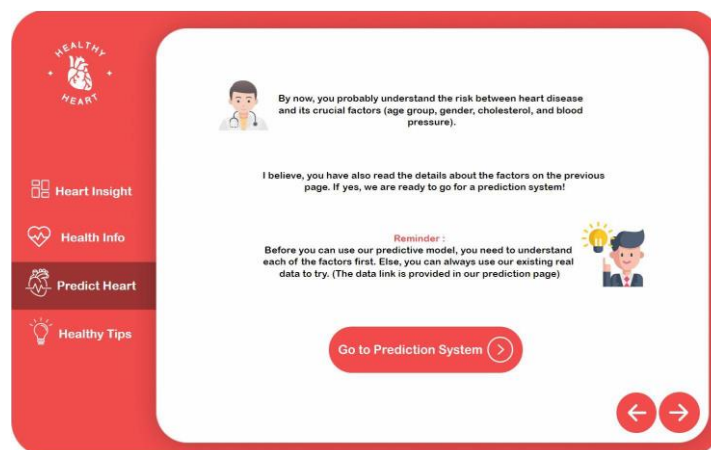 HEALTHY
HEART
Heart Insight
Health Info
Predict Heart
Healthy Tips
By now, you probably understand the risk between heart disease
and its crucial factors (age group, gender, cholesterol, and blood
pressure).
I believe, you have also read the details about the factors on the previous
page. If yes, we are ready to go for a prediction system!
Reminder :
Before you can use our predictive model, you need to understand
each of the factors first. Else, you can always use our existing real
data to try. (The data link is provided in our prediction page)
Go to Prediction System